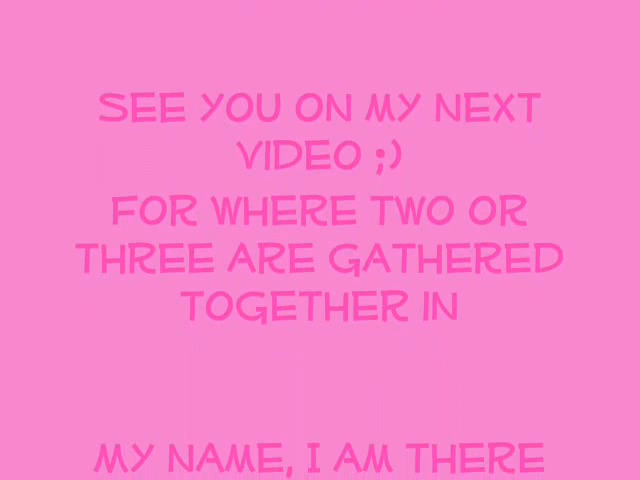 SEE YOU ON MY NEXT
VIDEO ;)
FOR WHERE TWO OR
THREE ARE GATHERED
TOGETHER IN
MY NAME, I AM THERE